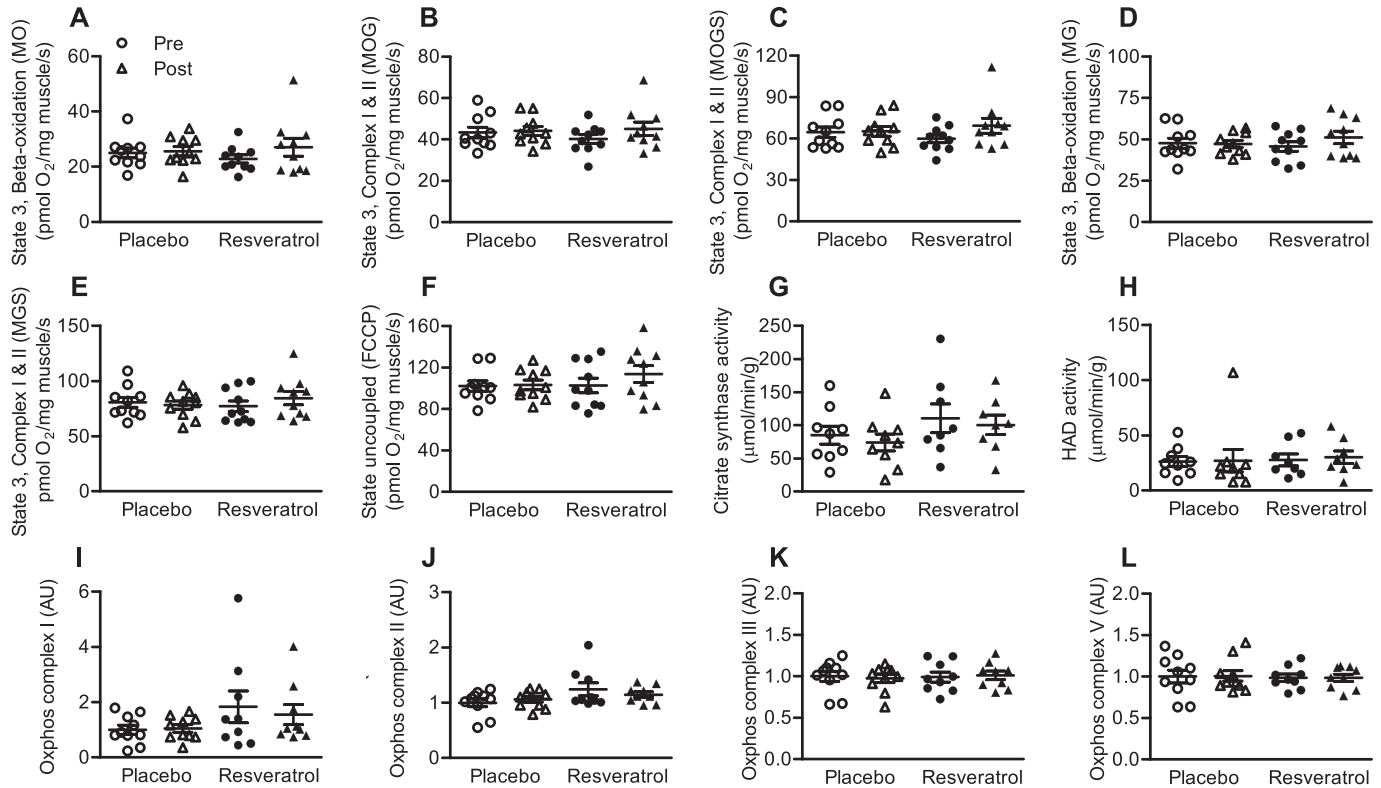 A
State 3, Beta-oxidation (MO)
(pmol O2/mg muscle/s)
60
40
20
0
Pre
Post
Placebo
Resveratrol
B
State 3, Complex I & II (MOG)
(pmol O2/mg muscle/s)
80
60
40
20
0
Placebo
Resveratrol
C
State 3, Complex I & II (MOGS)
(pmol O2/mg muscle/s)
120
90
60
30
0
Placebo
Resveratrol
D
State 3, Beta-oxidation (MG)
(pmol O2/mg muscle/s)
100
75
50
25
0
Placebo
Resveratrol
E
State 3, Complex I & II (MGS)
pmol O2/mg muscle/s
150
100
50
0
Placebo
Resveratrol
F
State uncoupled (FCCP)
(pmol O2/mg muscle/s)
160
120
80
40
0
Placebo
Resveratrol
G
Citrate synthase activity
(μmol/min/g)
250
200
150
100
50
0
Placebo
Resveratrol
H
HAD activity
(μmol/min/g)
150
100
50
0
Placebo
Resveratrol
I
Oxphos complex I (AU)
6
4
2
0
Placebo
Resveratrol
J
Oxphos complex II (AU)
3
2
1
0
Placebo
Resveratrol
K
Oxphos complex III (AU)
2.0
1.5
1.0
0.5
0.0
Placebo
Resveratrol
L
Oxphos complex V (AU)
2.0
1.5
1.0
0.5
0.0
Placebo
Resveratrol